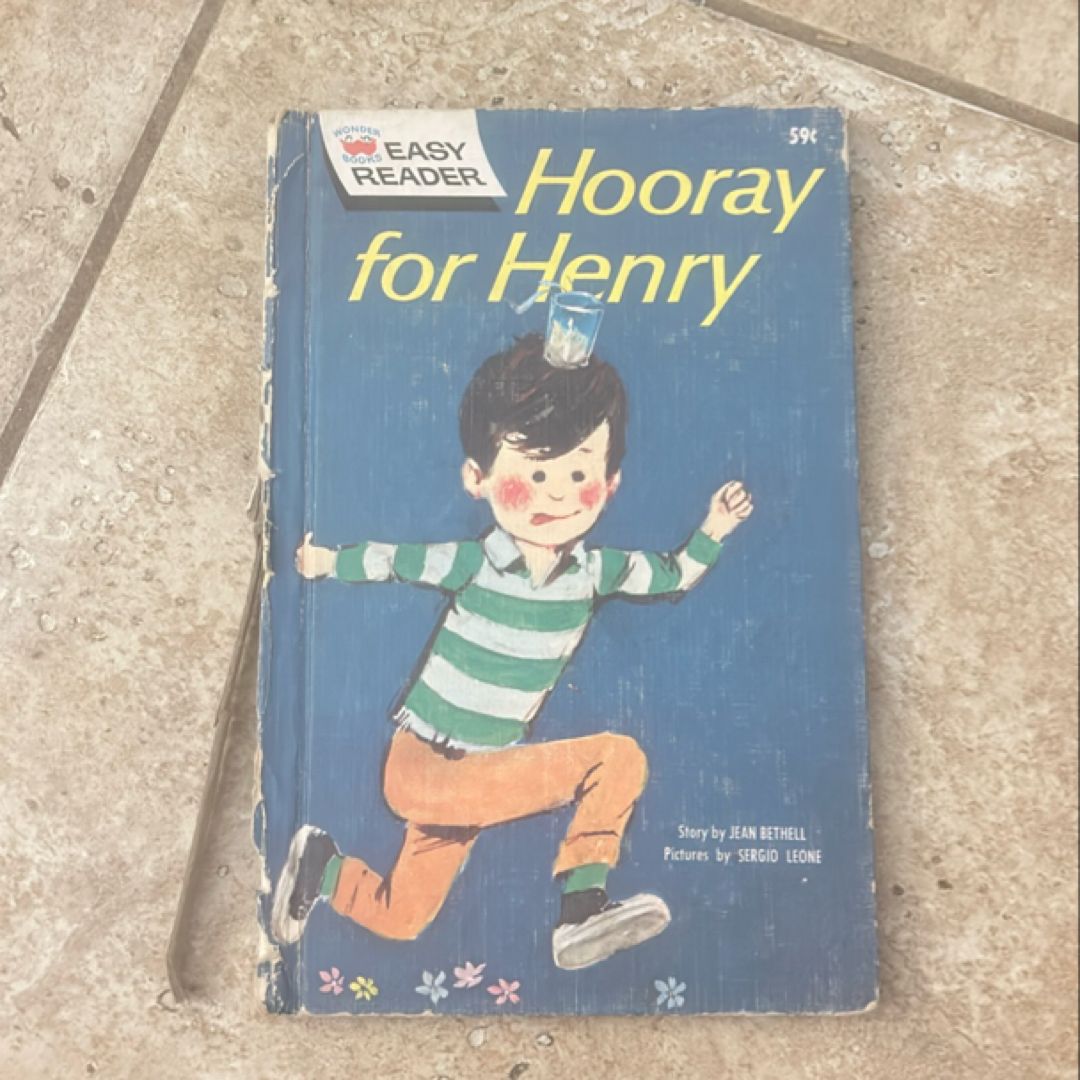 WONDER
BOOKS
EASY
READER
59¢
Hooray
for Henry
Story by JEAN BETHELL
Pictures by SERGIO LEONE